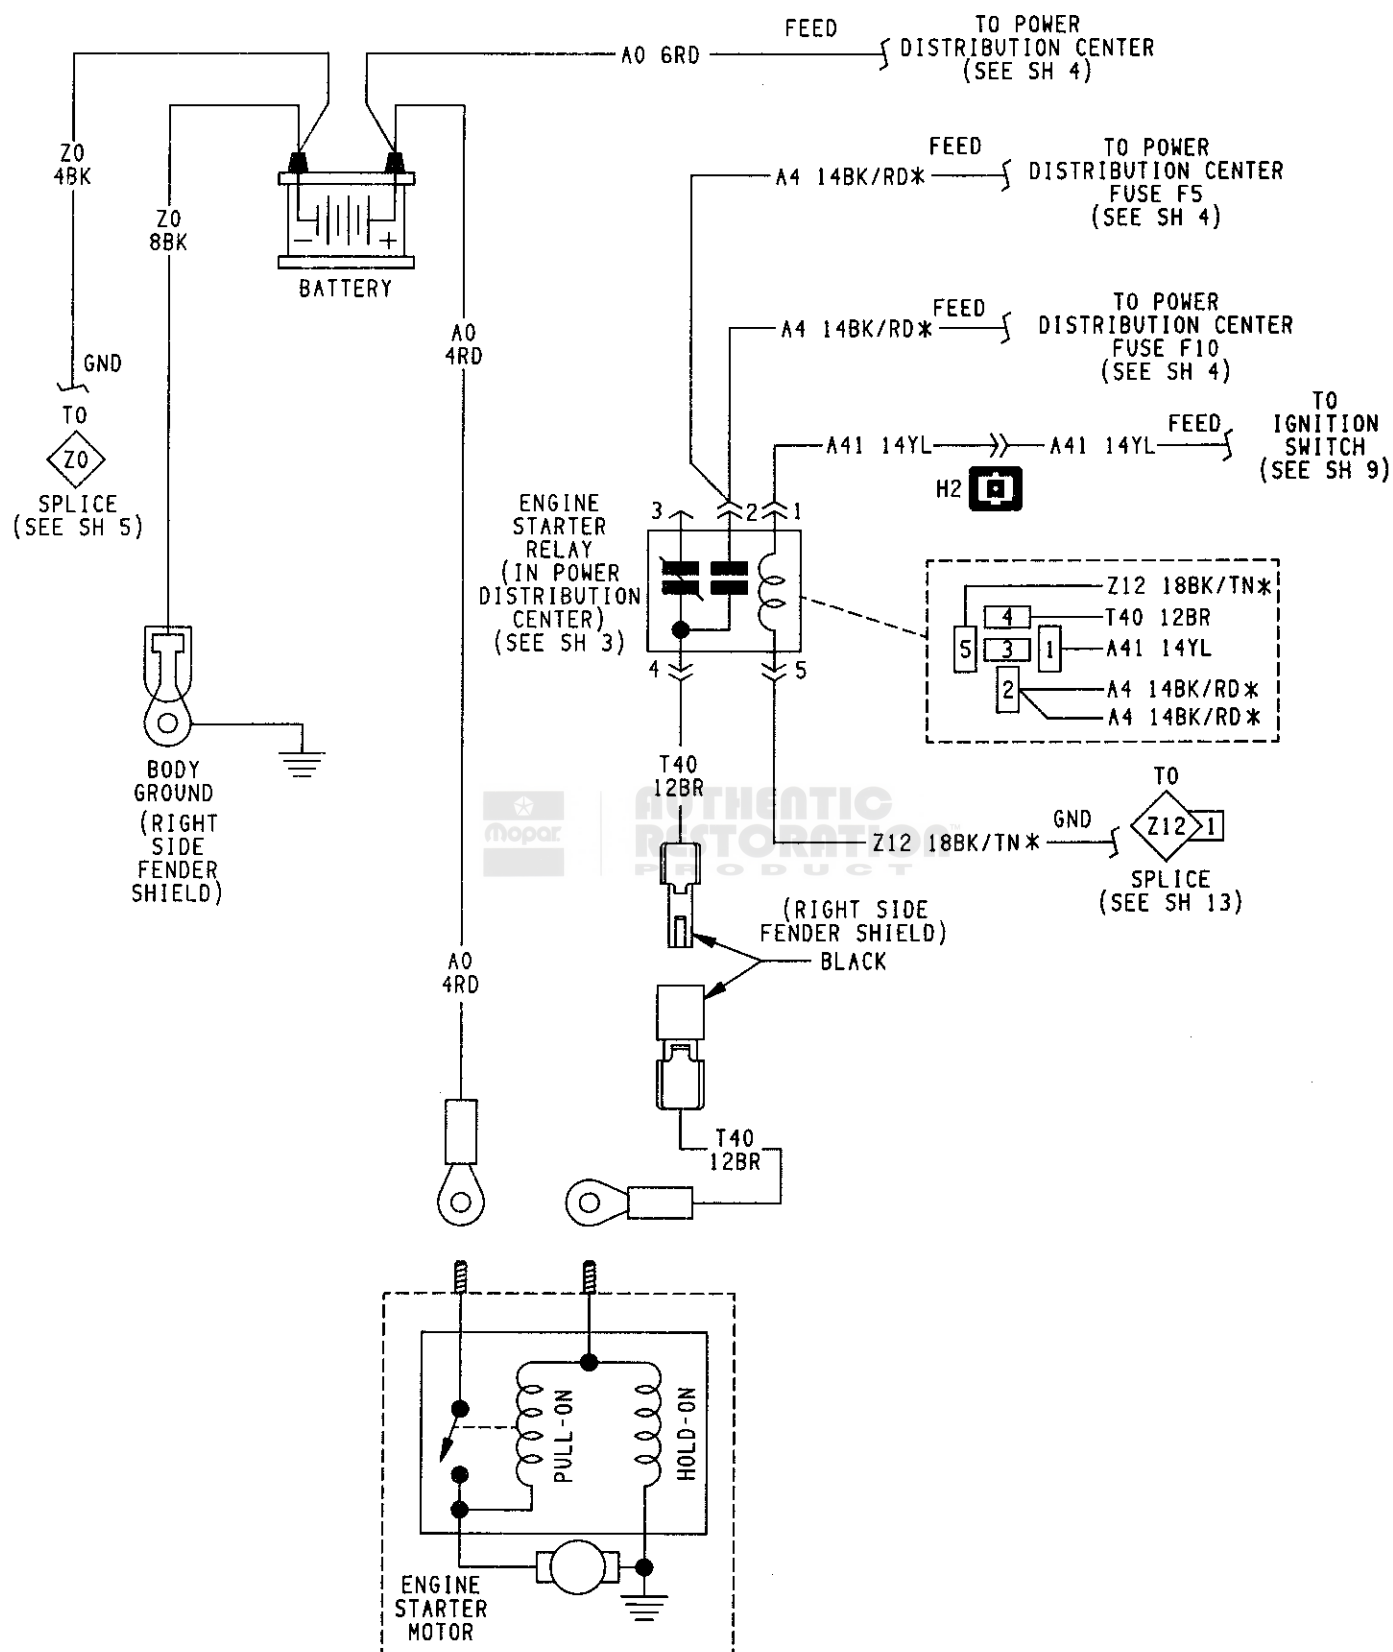 FEED
TO POWER
DISTRIBUTION CENTER
(SEE SH 4)
A0 6RD
FEED
TO POWER
DISTRIBUTION CENTER
FUSE F5
(SEE SH 4)
A4 14BK/RD*
Z0
4BK
Z0
8BK
- +
BATTERY
FEED
TO POWER
DISTRIBUTION CENTER
FUSE F10
(SEE SH 4)
A4 14BK/RD*
A0
4RD
GND
TO
Z0
SPLICE
(SEE SH 5)
A41 14YL
A41 14YL
FEED
TO
IGNITION
SWITCH
(SEE SH 9)
H2
ENGINE
STARTER
RELAY
(IN POWER
DISTRIBUTION
CENTER)
(SEE SH 3)
3 2 1
4 5
Z12 18BK/TN*
4 T40 12BR
5 3 1 A41 14YL
2 A4 14BK/RD*
A4 14BK/RD*
BODY
GROUND
(RIGHT
SIDE
FENDER
SHIELD)
T40
12BR
mopar
AUTHENTIC
RESTORATION™
PRODUCT
Z12 18BK/TN*
GND
TO
Z12 1
SPLICE
(SEE SH 13)
(RIGHT SIDE
FENDER SHIELD)
BLACK
A0
4RD
T40
12BR
PULL-ON
HOLD-ON
ENGINE
STARTER
MOTOR